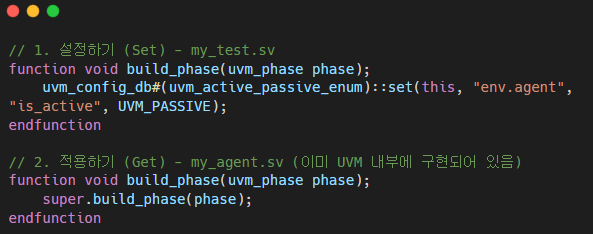 // 1. 설정하기 (Set) - my_test.sv
function void build_phase(uvm_phase phase);
    uvm_config_db#(uvm_active_passive_enum)::set(this, "env.agent",
"is_active", UVM_PASSIVE);
endfunction

// 2. 적용하기 (Get) - my_agent.sv (이미 UVM 내부에 구현되어 있음)
function void build_phase(uvm_phase phase);
    super.build_phase(phase);
endfunction